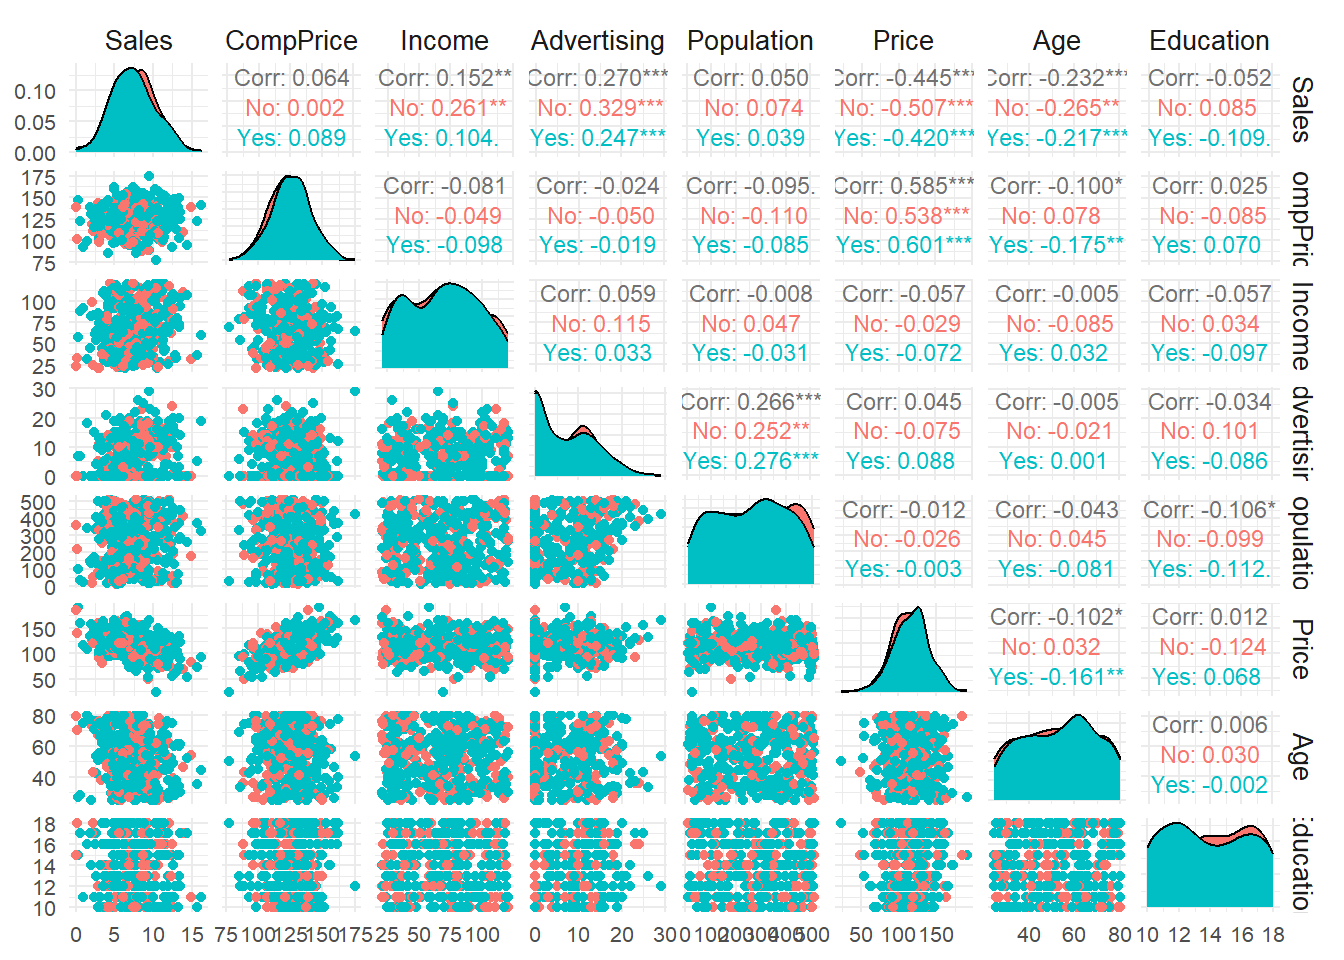 Sales CompPrice Income Advertising Population Price Age Education
Corr: 0.064 Corr: 0.152** Corr: 0.270*** Corr: 0.050 Corr: -0.445*** Corr: -0.232*** Corr: -0.052
0.10 No: 0.002 No: 0.261** No: 0.329*** No: 0.074 No: -0.507*** No: -0.265** No: 0.085 Sales
0.05
0.00 Yes: 0.089 Yes: 0.104. Yes: 0.247*** Yes: 0.039 Yes: -0.420*** Yes: -0.217*** Yes: -0.109.
175 Corr: -0.081 Corr: -0.024 Corr: -0.095. Corr: 0.585*** Corr: -0.100* Corr: 0.025
150
125 No: -0.049 No: -0.050 No: -0.110 No: 0.538*** No: 0.078 No: -0.085 ompPric
100 Yes: -0.098 Yes: -0.019 Yes: -0.085 Yes: 0.601*** Yes: -0.175** Yes: 0.070
75
100 Corr: 0.059 Corr: -0.008 Corr: -0.057 Corr: -0.005 Corr: -0.057
75 No: 0.115 No: 0.047 No: -0.029 No: -0.085 No: 0.034 Income
50 Yes: 0.033 Yes: -0.031 Yes: -0.072 Yes: 0.032 Yes: -0.097
25
30 Corr: 0.266*** Corr: 0.045 Corr: -0.005 Corr: -0.034
20 No: 0.252** No: -0.075 No: -0.021 No: 0.101 dvertisin
10 Yes: 0.276*** Yes: 0.088 Yes: 0.001 Yes: -0.086
0
500 Corr: -0.012 Corr: -0.043 Corr: -0.106*
400
300 No: -0.026 No: 0.045 No: -0.099 opulatio
200 Yes: -0.003 Yes: -0.081 Yes: -0.112.
100
0
150 Corr: -0.102* Corr: 0.012
100 No: 0.032 No: -0.124 Price
50 Yes: -0.161** Yes: 0.068
80 Corr: 0.006
60 No: 0.030 Age
40 Yes: -0.002
18
16
14 Educatio
12
10
0 5 10 15 75 100 125 150 175 25 50 75 100 0 10 20 30 0 100 200 300 400 500 50 100 150 40 60 80 10 12 14 16 18